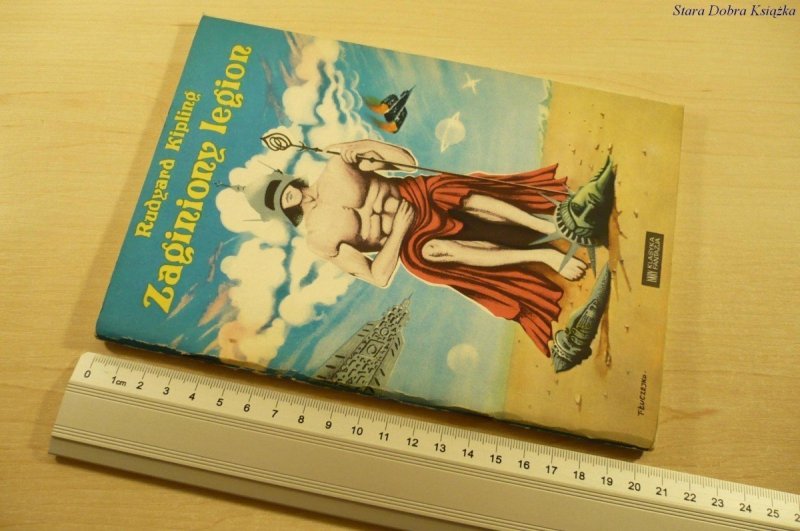 Stara Dobra Książka
Rudyard Kipling
Zaginiony legion
KLASYKA
FANTAZJA
0 1cm 2 3 4 5 6 7 8 9 10 11 12 13 14 15 16 17 18 19 20 21 22 23 24 25